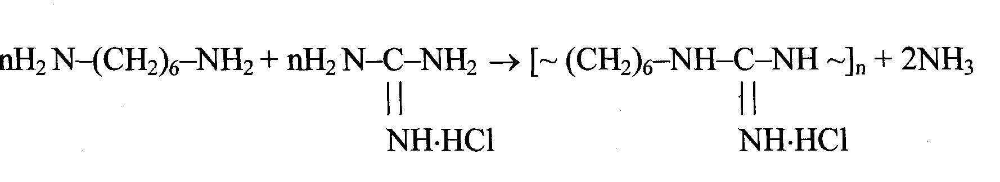 nH₂N–(CH₂)₆–NH₂ + nH₂N–C–NH₂ → [~ (CH₂)₆–NH–C–NH ~]ₙ + 2NH₃
|| ||
NH·HCl NH·HCl